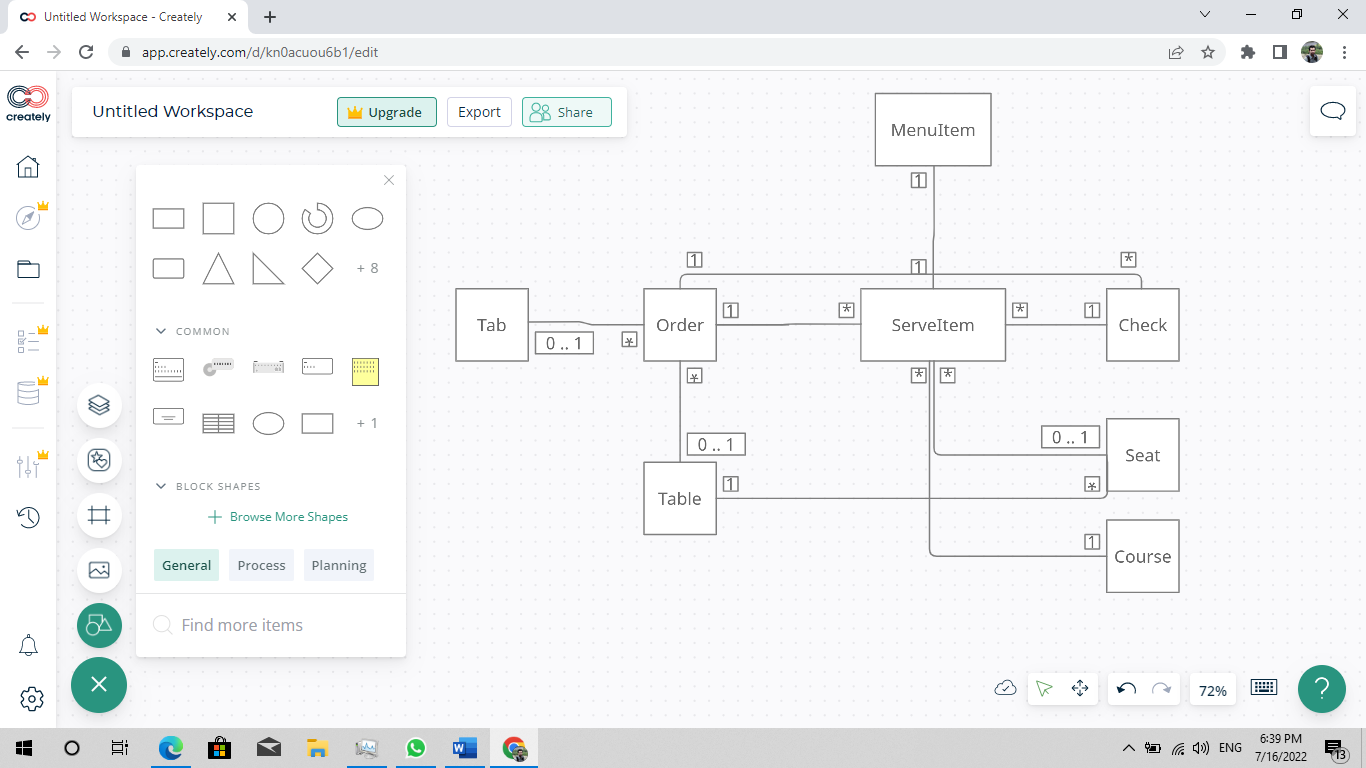 Untitled Workspace - Creately
app.creately.com/d/kn0acuou6b1/edit
creately
Untitled Workspace
Upgrade
Export
Share
+ 8
COMMON
+ 1
BLOCK SHAPES
Browse More Shapes
General
Process
Planning
Find more items
MenuItem
1
1
1
*
Tab
0 .. 1
*
Order
1
*
ServeItem
*
1
Check
*
*
*
0 .. 1
0 .. 1
Seat
Table
1
*
1
Course
72%
?
ENG
6:39 PM
7/16/2022
13